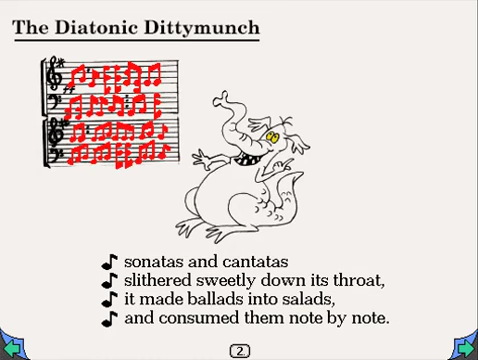 The Diatonic Dittymunch
sonatas and cantatas
slithered sweetly down its throat,
it made ballads into salads,
and consumed them note by note.
2.